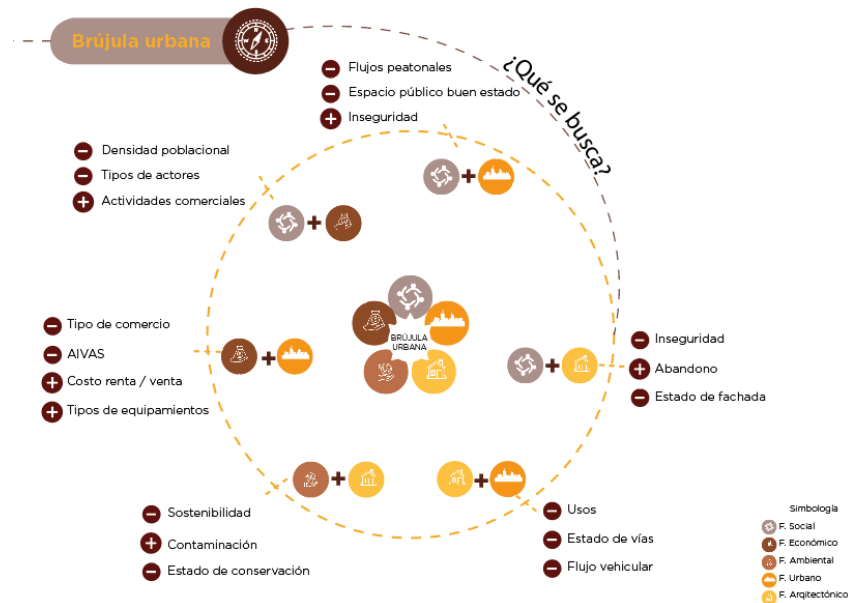 Brújula urbana
¿Qué se busca?
Flujos peatonales
Espacio público buen estado
Inseguridad
Densidad poblacional
Tipos de actores
Actividades comerciales
Tipo de comercio
AIVAS
Costo renta / venta
Tipos de equipamientos
BRÚJULA
URBANA
Inseguridad
Abandono
Estado de fachada
Sostenibilidad
Contaminación
Estado de conservación
Usos
Estado de vías
Flujo vehicular
Simbología
F. Social
F. Económico
F. Ambiental
F. Urbano
F. Arqitectónico